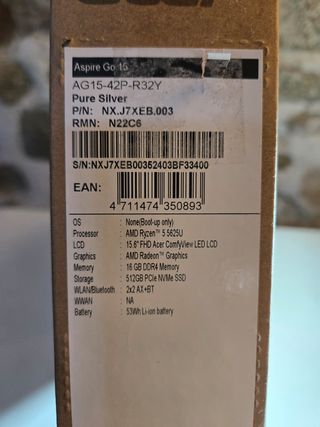 Aspire Go 15
AG15-42P-R32Y
Pure Silver
P/N: NX.J7XEB.003
RMN: N22C6
S/N:NXJ7XEB00352403BF33400
EAN:
4 711474 350893
OS : None(Boot-up only)
Processor : AMD Ryzen™ 5 5625U
LCD : 15.6" FHD Acer ComfyView LED LCD
Graphics : AMD Radeon™ Graphics
Memory : 16 GB DDR4 Memory
Storage : 512GB PCIe NVMe SSD
WLAN/Bluetooth : 2x2 AX+BT
WWAN : NA
Battery : 53Wh Li-ion battery